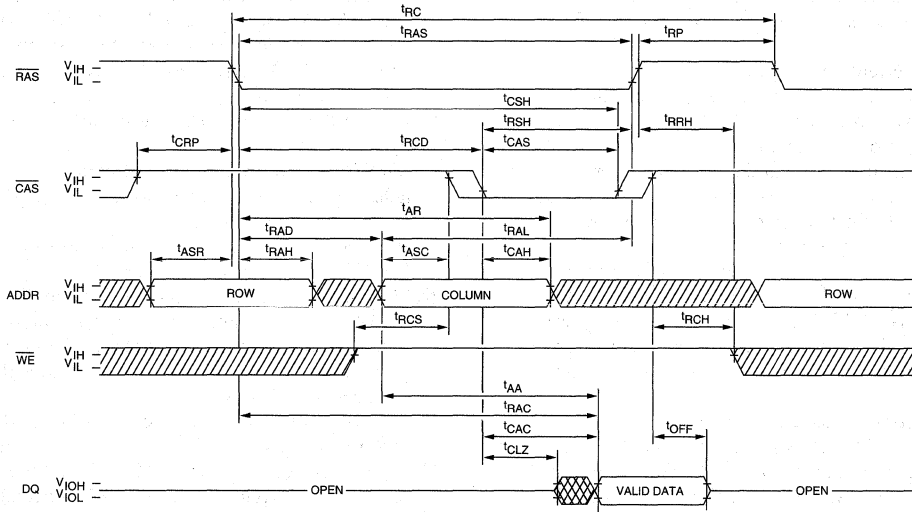 tRC
tRAS
tRP
RAS VIH
VIL
tCSH
tRSH
tRRH
tCRP
tRCD
tCAS
CAS VIH
VIL
tAR
tRAD
tRAL
tASR
tRAH
tASC
tCAH
ADDR VIH
VIL
ROW
COLUMN
ROW
tRCS
tRCH
WE VIH
VIL
tAA
tRAC
tCAC
tOFF
tCLZ
DQ VIOH
VIOL
OPEN
VALID DATA
OPEN